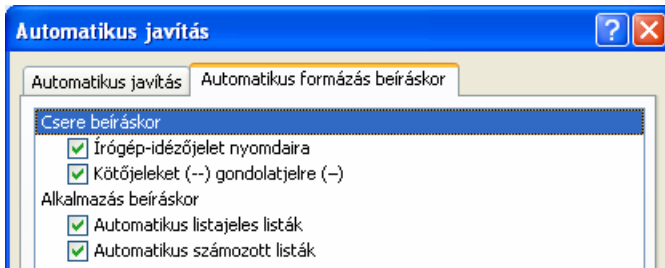 Automatikus javítás
Automatikus javítás Automatikus formázás beíráskor
Csere beíráskor
Írógép-idézőjelet nyomdaira
Kötőjeleket (--) gondolatjelre (–)
Alkalmazás beíráskor
Automatikus listajeles listák
Automatikus számozott listák